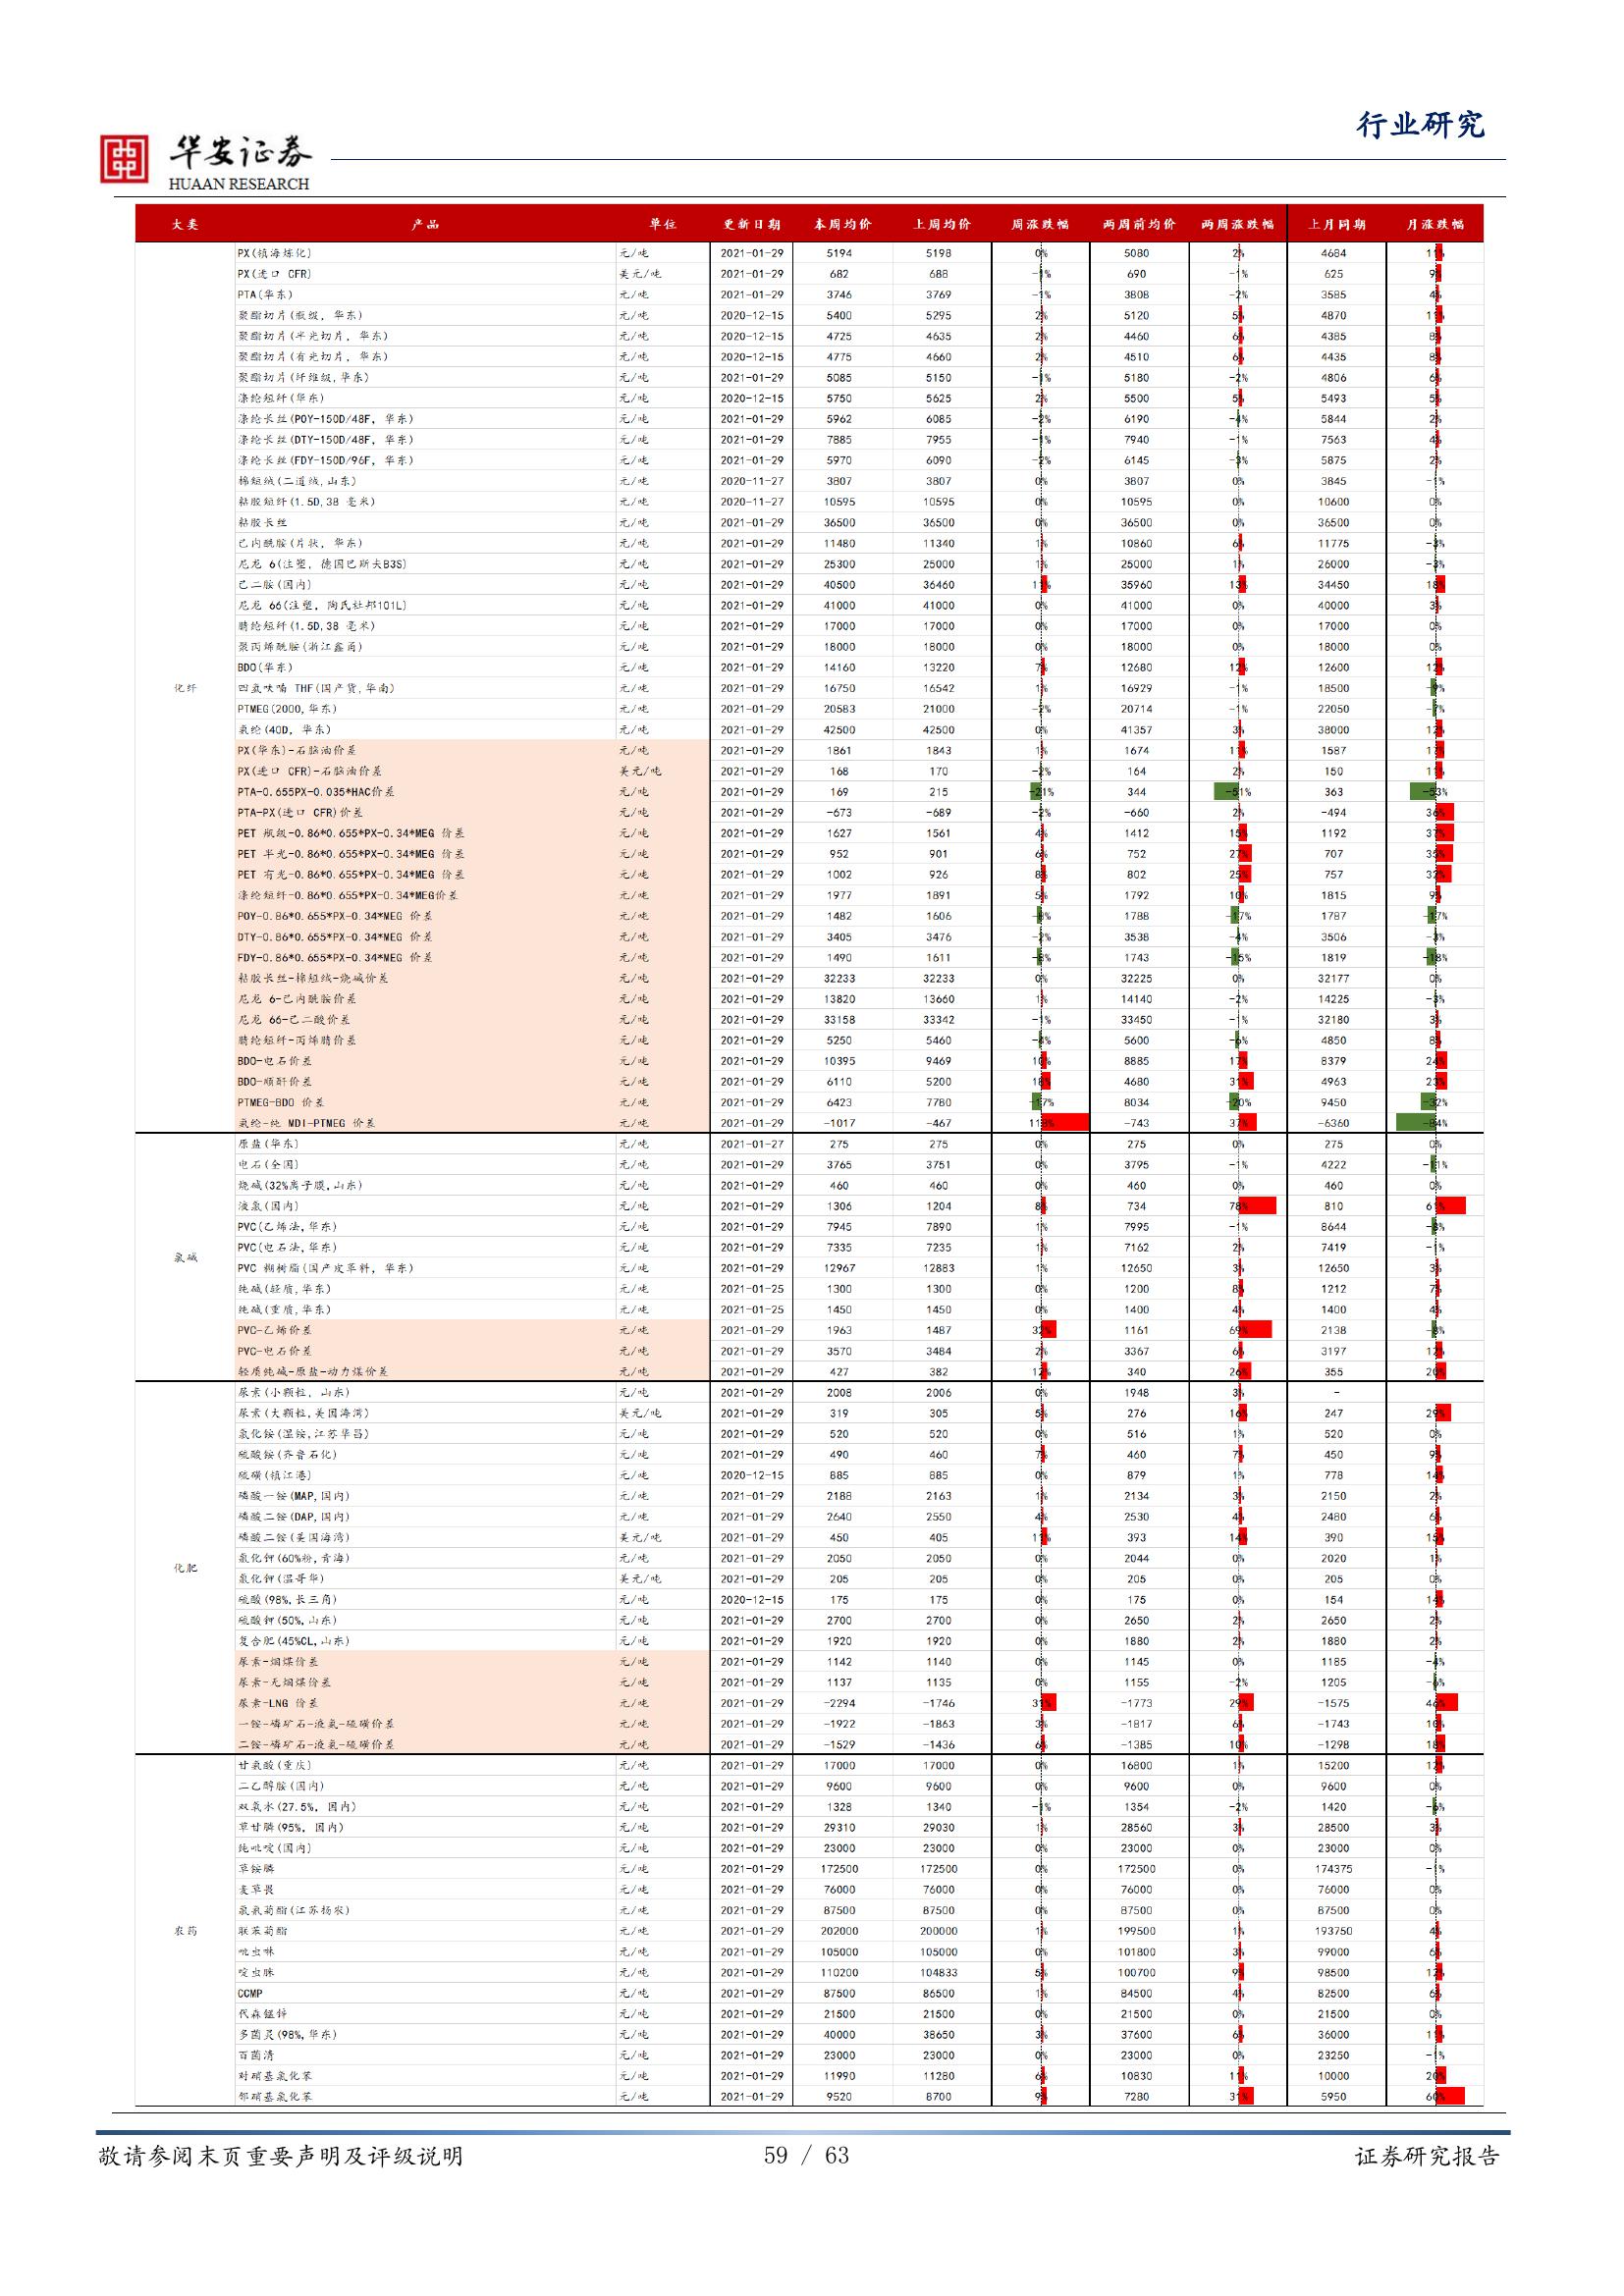 行业研究
华安证券
HUAAN RESEARCH
大类 产品 单位 更新日期 本周均价 上周均价 周涨跌幅 两周前均价 两周涨跌幅 上月同期 月涨跌幅
PX(镇海炼化) 元/吨 2021-01-29 5194 5198 0% 5080 2% 4684 11%
PX(进口 CFR) 美元/吨 2021-01-29 682 688 -1% 690 -1% 625 9%
PTA(华东) 元/吨 2021-01-29 3746 3769 -1% 3808 -2% 3585 4%
聚酯切片(瓶级, 华东) 元/吨 2020-12-15 5400 5295 2% 5120 5% 4870 11%
聚酯切片(半光切片, 华东) 元/吨 2020-12-15 4725 4635 2% 4460 6% 4385 8%
聚酯切片(有光切片, 华东) 元/吨 2020-12-15 4775 4660 2% 4510 6% 4435 8%
聚酯切片(纤维级,华东) 元/吨 2021-01-29 5085 5150 -1% 5180 -2% 4806 6%
涤纶短纤(华东) 元/吨 2020-12-15 5750 5625 2% 5500 5% 5493 5%
涤纶长丝(POY-150D/48F, 华东) 元/吨 2021-01-29 5962 6085 -2% 6190 -4% 5844 2%
涤纶长丝(DTY-150D/48F, 华东) 元/吨 2021-01-29 7885 7955 -1% 7940 -1% 7563 4%
涤纶长丝(FDY-150D/96F, 华东) 元/吨 2021-01-29 5970 6090 -2% 6145 -3% 5875 2%
棉短绒(二道绒,山东) 元/吨 2020-11-27 3807 3807 0% 3807 0% 3845 -1%
粘胶短纤(1.5D,38 毫米) 元/吨 2020-11-27 10595 10595 0% 10595 0% 10600 0%
粘胶长丝 元/吨 2021-01-29 36500 36500 0% 36500 0% 36500 0%
己内酰胺(片状, 华东) 元/吨 2021-01-29 11480 11340 1% 10860 6% 11775 -3%
尼龙 6(注塑, 德国巴斯夫B3S) 元/吨 2021-01-29 25300 25000 1% 25000 1% 26000 -3%
己二胺(国内) 元/吨 2021-01-29 40500 36460 11% 35960 13% 34450 18%
尼龙 66(注塑, 陶氏杜邦101L) 元/吨 2021-01-29 41000 41000 0% 41000 0% 40000 3%
腈纶短纤(1.5D,38 毫米) 元/吨 2021-01-29 17000 17000 0% 17000 0% 17000 0%
聚丙烯酰胺(浙江鑫甬) 元/吨 2021-01-29 18000 18000 0% 18000 0% 18000 0%
BDO(华东) 元/吨 2021-01-29 14160 13220 7% 12680 12% 12600 12%
化纤 四氢呋喃 THF(国产货,华南) 元/吨 2021-01-29 16750 16542 1% 16929 -1% 18500 -9%
PTMEG(2000,华东) 元/吨 2021-01-29 20583 21000 -2% 20714 -1% 22050 -7%
氨纶(40D, 华东) 元/吨 2021-01-29 42500 42500 0% 41357 3% 38000 12%
PX(华东)-石脑油价差 元/吨 2021-01-29 1861 1843 1% 1674 11% 1587 17%
PX(进口 CFR)-石脑油价差 美元/吨 2021-01-29 168 170 -2% 164 2% 150 11%
PTA-0.655PX-0.035*HAC价差 元/吨 2021-01-29 169 215 -21% 344 -51% 363 -53%
PTA-PX(进口 CFR)价差 元/吨 2021-01-29 -673 -689 -2% -660 2% -494 36%
PET 瓶级-0.86*0.655*PX-0.34*MEG 价差 元/吨 2021-01-29 1627 1561 4% 1412 15% 1192 37%
PET 半光-0.86*0.655*PX-0.34*MEG 价差 元/吨 2021-01-29 952 901 6% 752 27% 707 35%
PET 有光-0.86*0.655*PX-0.34*MEG 价差 元/吨 2021-01-29 1002 926 8% 802 25% 757 32%
涤纶短纤-0.86*0.655*PX-0.34*MEG价差 元/吨 2021-01-29 1977 1891 5% 1792 10% 1815 9%
POY-0.86*0.655*PX-0.34*MEG 价差 元/吨 2021-01-29 1482 1606 -8% 1788 -17% 1787 -17%
DTY-0.86*0.655*PX-0.34*MEG 价差 元/吨 2021-01-29 3405 3476 -2% 3538 -4% 3506 -3%
FDY-0.86*0.655*PX-0.34*MEG 价差 元/吨 2021-01-29 1490 1611 -8% 1743 -15% 1819 -18%
粘胶长丝-棉短绒-烧碱价差 元/吨 2021-01-29 32233 32233 0% 32225 0% 32177 0%
尼龙 6-己内酰胺价差 元/吨 2021-01-29 13820 13660 1% 14140 -2% 14225 -3%
尼龙 66-己二酸价差 元/吨 2021-01-29 33158 33342 -1% 33450 -1% 32180 3%
腈纶短纤-丙烯腈价差 元/吨 2021-01-29 5250 5460 -4% 5600 -6% 4850 8%
BDO-电石价差 元/吨 2021-01-29 10395 9469 10% 8885 17% 8379 24%
BDO-顺酐价差 元/吨 2021-01-29 6110 5200 18% 4680 31% 4963 23%
PTMEG-BDO 价差 元/吨 2021-01-29 6423 7780 -17% 8034 -20% 9450 -32%
氨纶-纯 MDI-PTMEG 价差 元/吨 2021-01-29 -1017 -467 118% -743 37% -6360 -84%
原盐(华东) 元/吨 2021-01-27 275 275 0% 275 0% 275 0%
电石(全国) 元/吨 2021-01-29 3765 3751 0% 3795 -1% 4222 -11%
烧碱(32%离子膜,山东) 元/吨 2021-01-29 460 460 0% 460 0% 460 0%
液氯(国内) 元/吨 2021-01-29 1306 1204 8% 734 78% 810 61%
PVC(乙烯法,华东) 元/吨 2021-01-29 7945 7890 1% 7995 -1% 8644 -8%
PVC(电石法,华东) 元/吨 2021-01-29 7335 7235 1% 7162 2% 7419 -1%
氯碱 PVC 糊树脂(国产皮革料, 华东) 元/吨 2021-01-29 12967 12883 1% 12650 3% 12650 3%
纯碱(轻质,华东) 元/吨 2021-01-25 1300 1300 0% 1200 8% 1212 7%
纯碱(重质,华东) 元/吨 2021-01-25 1450 1450 0% 1400 4% 1400 4%
PVC-乙烯价差 元/吨 2021-01-29 1963 1487 32% 1161 69% 2138 -8%
PVC-电石价差 元/吨 2021-01-29 3570 3484 2% 3367 6% 3197 12%
轻质纯碱-原盐-动力煤价差 元/吨 2021-01-29 427 382 12% 340 26% 355 20%
尿素(小颗粒, 山东) 元/吨 2021-01-29 2008 2006 0% 1948 3% -
尿素(大颗粒,美国海湾) 美元/吨 2021-01-29 319 305 5% 276 16% 247 29%
氯化铵(湿铵,江苏华昌) 元/吨 2021-01-29 520 520 0% 516 1% 520 0%
硫酸铵(齐鲁石化) 元/吨 2021-01-29 490 460 7% 460 7% 450 9%
硫磺(镇江港) 元/吨 2020-12-15 885 885 0% 879 1% 778 14%
磷酸一铵(MAP,国内) 元/吨 2021-01-29 2188 2163 1% 2134 3% 2150 2%
磷酸二铵(DAP,国内) 元/吨 2021-01-29 2640 2550 4% 2530 4% 2480 6%
磷酸二铵(美国海湾) 美元/吨 2021-01-29 450 405 11% 393 14% 390 15%
化肥 氯化钾(60%粉,青海) 元/吨 2021-01-29 2050 2050 0% 2044 0% 2020 1%
氯化钾(温哥华) 美元/吨 2021-01-29 205 205 0% 205 0% 205 0%
硫酸(98%,长三角) 元/吨 2020-12-15 175 175 0% 175 0% 154 14%
硫酸钾(50%,山东) 元/吨 2021-01-29 2700 2700 0% 2650 2% 2650 2%
复合肥(45%CL,山东) 元/吨 2021-01-29 1920 1920 0% 1880 2% 1880 2%
尿素-烟煤价差 元/吨 2021-01-29 1142 1140 0% 1145 0% 1185 -4%
尿素-无烟煤价差 元/吨 2021-01-29 1137 1135 0% 1155 -2% 1205 -6%
尿素-LNG 价差 元/吨 2021-01-29 -2294 -1746 31% -1773 29% -1575 46%
一铵-磷矿石-液氨-硫磺价差 元/吨 2021-01-29 -1922 -1863 3% -1817 6% -1743 10%
二铵-磷矿石-液氨-硫磺价差 元/吨 2021-01-29 -1529 -1436 6% -1385 10% -1298 18%
甘氨酸(重庆) 元/吨 2021-01-29 17000 17000 0% 16800 1% 15200 12%
二乙醇胺(国内) 元/吨 2021-01-29 9600 9600 0% 9600 0% 9600 0%
双氧水(27.5%, 国内) 元/吨 2021-01-29 1328 1340 -1% 1354 -2% 1420 -6%
草甘膦(95%, 国内) 元/吨 2021-01-29 29310 29030 1% 28560 3% 28500 3%
纯吡啶(国内) 元/吨 2021-01-29 23000 23000 0% 23000 0% 23000 0%
草铵膦 元/吨 2021-01-29 172500 172500 0% 172500 0% 174375 -1%
麦草畏 元/吨 2021-01-29 76000 76000 0% 76000 0% 76000 0%
氯氰菊酯(江苏扬农) 元/吨 2021-01-29 87500 87500 0% 87500 0% 87500 0%
农药 联苯菊酯 元/吨 2021-01-29 202000 200000 1% 199500 1% 193750 4%
吡虫啉 元/吨 2021-01-29 105000 105000 0% 101800 3% 99000 6%
啶虫脒 元/吨 2021-01-29 110200 104833 5% 100700 9% 98500 12%
CCMP 元/吨 2021-01-29 87500 86500 1% 84500 4% 82500 6%
代森锰锌 元/吨 2021-01-29 21500 21500 0% 21500 0% 21500 0%
多菌灵(98%,华东) 元/吨 2021-01-29 40000 38650 3% 37600 6% 36000 11%
百菌清 元/吨 2021-01-29 23000 23000 0% 23000 0% 23250 -1%
对硝基氯化苯 元/吨 2021-01-29 11990 11280 6% 10830 11% 10000 20%
邻硝基氯化苯 元/吨 2021-01-29 9520 8700 9% 7280 31% 5950 60%
敬请参阅末页重要声明及评级说明 59 / 63 证券研究报告